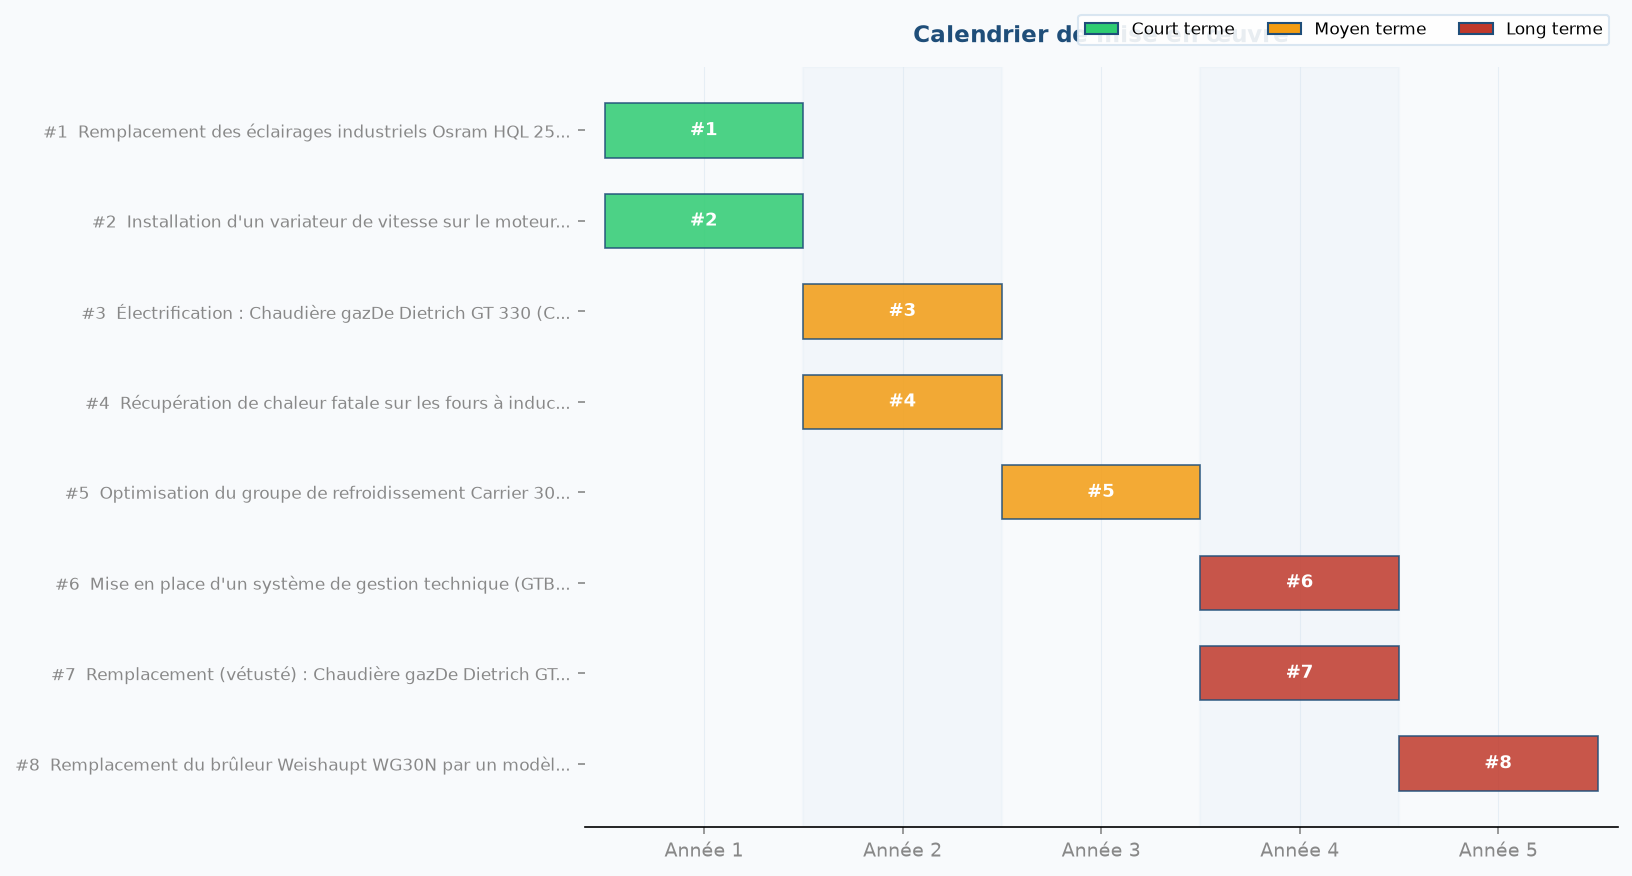 Calendrier de mise en œuvre
Court terme
Moyen terme
Long terme
#1 Remplacement des éclairages industriels Osram HQL 25...
#1
#2 Installation d'un variateur de vitesse sur le moteur...
#2
#3 Électrification : Chaudière gazDe Dietrich GT 330 (C...
#3
#4 Récupération de chaleur fatale sur les fours à induc...
#4
#5 Optimisation du groupe de refroidissement Carrier 30...
#5
#6 Mise en place d'un système de gestion technique (GTB...
#6
#7 Remplacement (vétusté) : Chaudière gazDe Dietrich GT...
#7
#8 Remplacement du brûleur Weishaupt WG30N par un modèl...
#8
Année 1
Année 2
Année 3
Année 4
Année 5